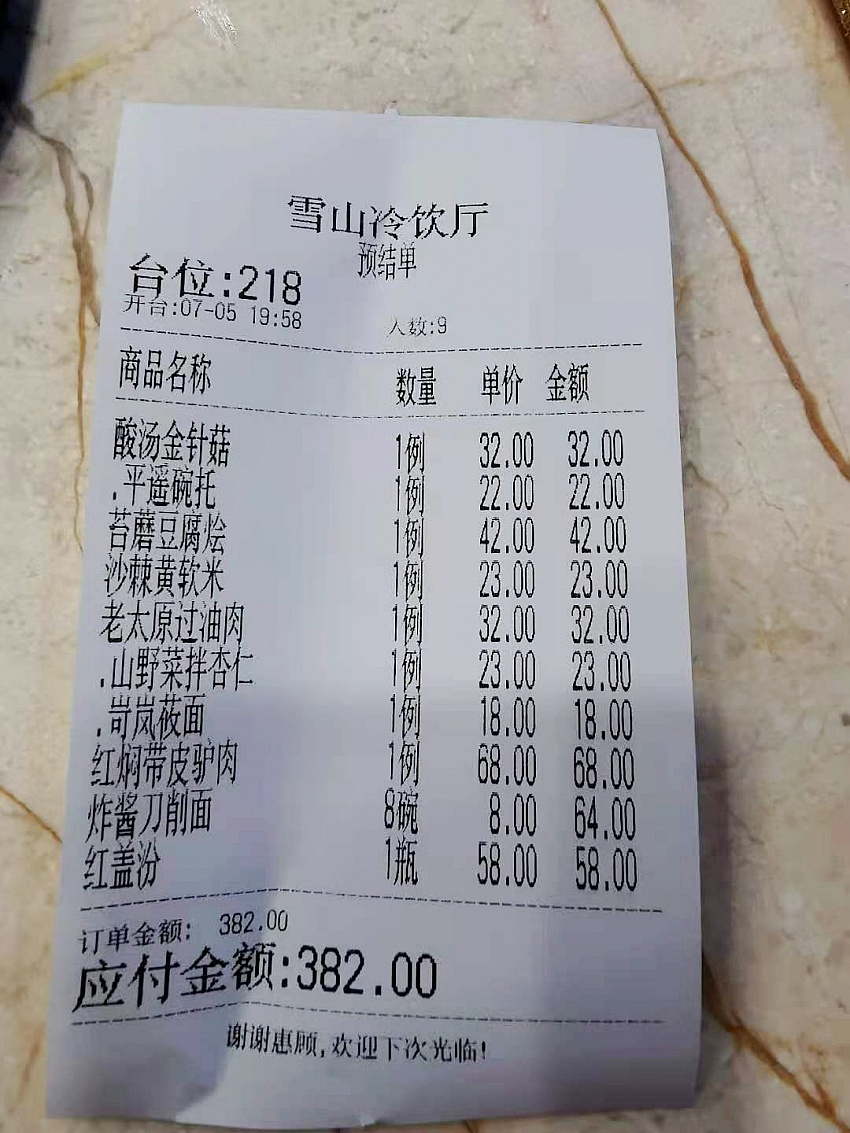 雪山冷饮厅
预结单
台位:218
开台:07-05 19:58 人数:9
商品名称 数量 单价 金额
酸汤金针菇 1例 32.00 32.00
.平遥碗托 1例 22.00 22.00
苔蘑豆腐烩 1例 42.00 42.00
沙棘黄软米 1例 23.00 23.00
老太原过油肉 1例 32.00 32.00
.山野菜拌杏仁 1例 23.00 23.00
.岢岚莜面 1例 18.00 18.00
红焖带皮驴肉 1例 68.00 68.00
炸酱刀削面 8碗 8.00 64.00
红盖汾 1瓶 58.00 58.00
订单金额: 382.00
应付金额:382.00
谢谢惠顾,欢迎下次光临!